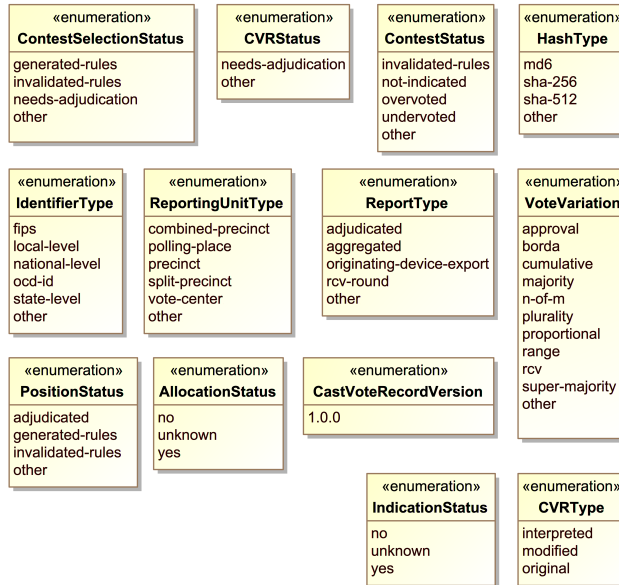 «enumeration»
ContestSelectionStatus
generated-rules
invalidated-rules
needs-adjudication
other
«enumeration»
CVRStatus
needs-adjudication
other
«enumeration»
ContestStatus
invalidated-rules
not-indicated
overvoted
undervoted
other
«enumeration»
HashType
md6
sha-256
sha-512
other
«enumeration»
IdentifierType
fips
local-level
national-level
ocd-id
state-level
other
«enumeration»
ReportingUnitType
combined-precinct
polling-place
precinct
split-precinct
vote-center
other
«enumeration»
ReportType
adjudicated
aggregated
originating-device-export
rcv-round
other
«enumeration»
VoteVariation
approval
borda
cumulative
majority
n-of-m
plurality
proportional
range
rcv
super-majority
other
«enumeration»
PositionStatus
adjudicated
generated-rules
invalidated-rules
other
«enumeration»
AllocationStatus
no
unknown
yes
«enumeration»
CastVoteRecordVersion
1.0.0
«enumeration»
IndicationStatus
no
unknown
yes
«enumeration»
CVRType
interpreted
modified
original